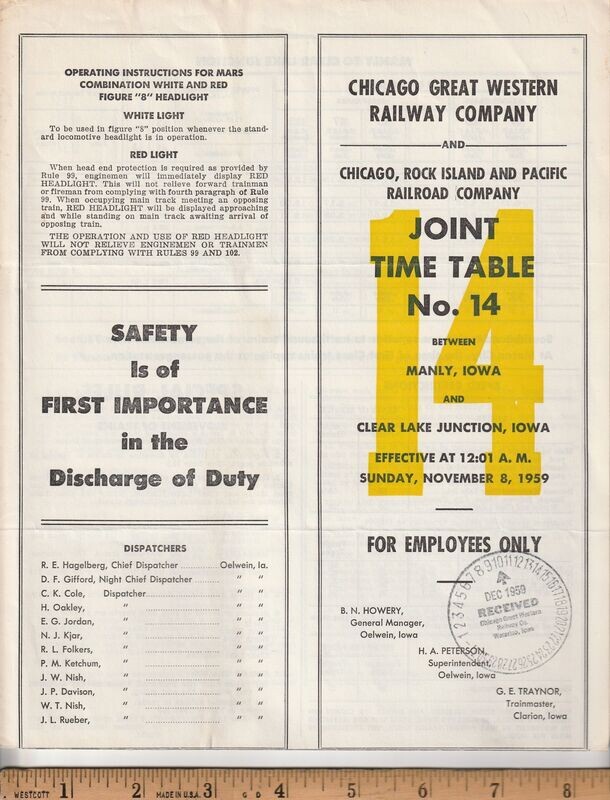 OPERATING INSTRUCTIONS FOR MARS
COMBINATION WHITE AND RED
FIGURE "8" HEADLIGHT
WHITE LIGHT
To be used in figure "8" position whenever the stand-
ard locomotive headlight is in operation.
RED LIGHT
When head end protection is required as provided by
Rule 99, enginemen will immediately display RED
HEADLIGHT. This will not relieve forward trainman
or fireman from complying with fourth paragraph of Rule
99. When occupying main track meeting an opposing
train, RED HEADLIGHT will be displayed approaching
and while standing on main track awaiting arrival of
opposing train.
THE OPERATION AND USE OF RED HEADLIGHT
WILL NOT RELIEVE ENGINEMEN OR TRAINMEN
FROM COMPLYING WITH RULES 99 AND 102.
SAFETY
Is of
FIRST IMPORTANCE
in the
Discharge of Duty
DISPATCHERS
R. E. Hagelberg, Chief Dispatcher Oelwein, Ia.
D. F. Gifford, Night Chief Dispatcher " "
C. K. Cole, Dispatcher " "
H. Oakley, " " "
E. G. Jordan, " " "
N. J. Kjar, " " "
R. L. Folkers, " " "
P. M. Ketchum, " " "
J. W. Nish, " " "
J. P. Davison, " " "
W. T. Nish, " " "
J. L. Rueber, " " "
CHICAGO GREAT WESTERN
RAILWAY COMPANY
AND
CHICAGO, ROCK ISLAND AND PACIFIC
RAILROAD COMPANY
14
JOINT
TIME TABLE
No. 14
BETWEEN
MANLY, IOWA
AND
CLEAR LAKE JUNCTION, IOWA
EFFECTIVE AT 12:01 A. M.
SUNDAY, NOVEMBER 8, 1959
FOR EMPLOYEES ONLY
DEC 1959
RECEIVED
Chicago Great Western
Railway Co.
Waterloo, Iowa
B. N. HOWERY,
General Manager,
Oelwein, Iowa
H. A. PETERSON,
Superintendent,
Oelwein, Iowa
G. E. TRAYNOR,
Trainmaster,
Clarion, Iowa
WESTCOTT 1 2 MADE IN U.S.A. 3 4 5 6 7 8